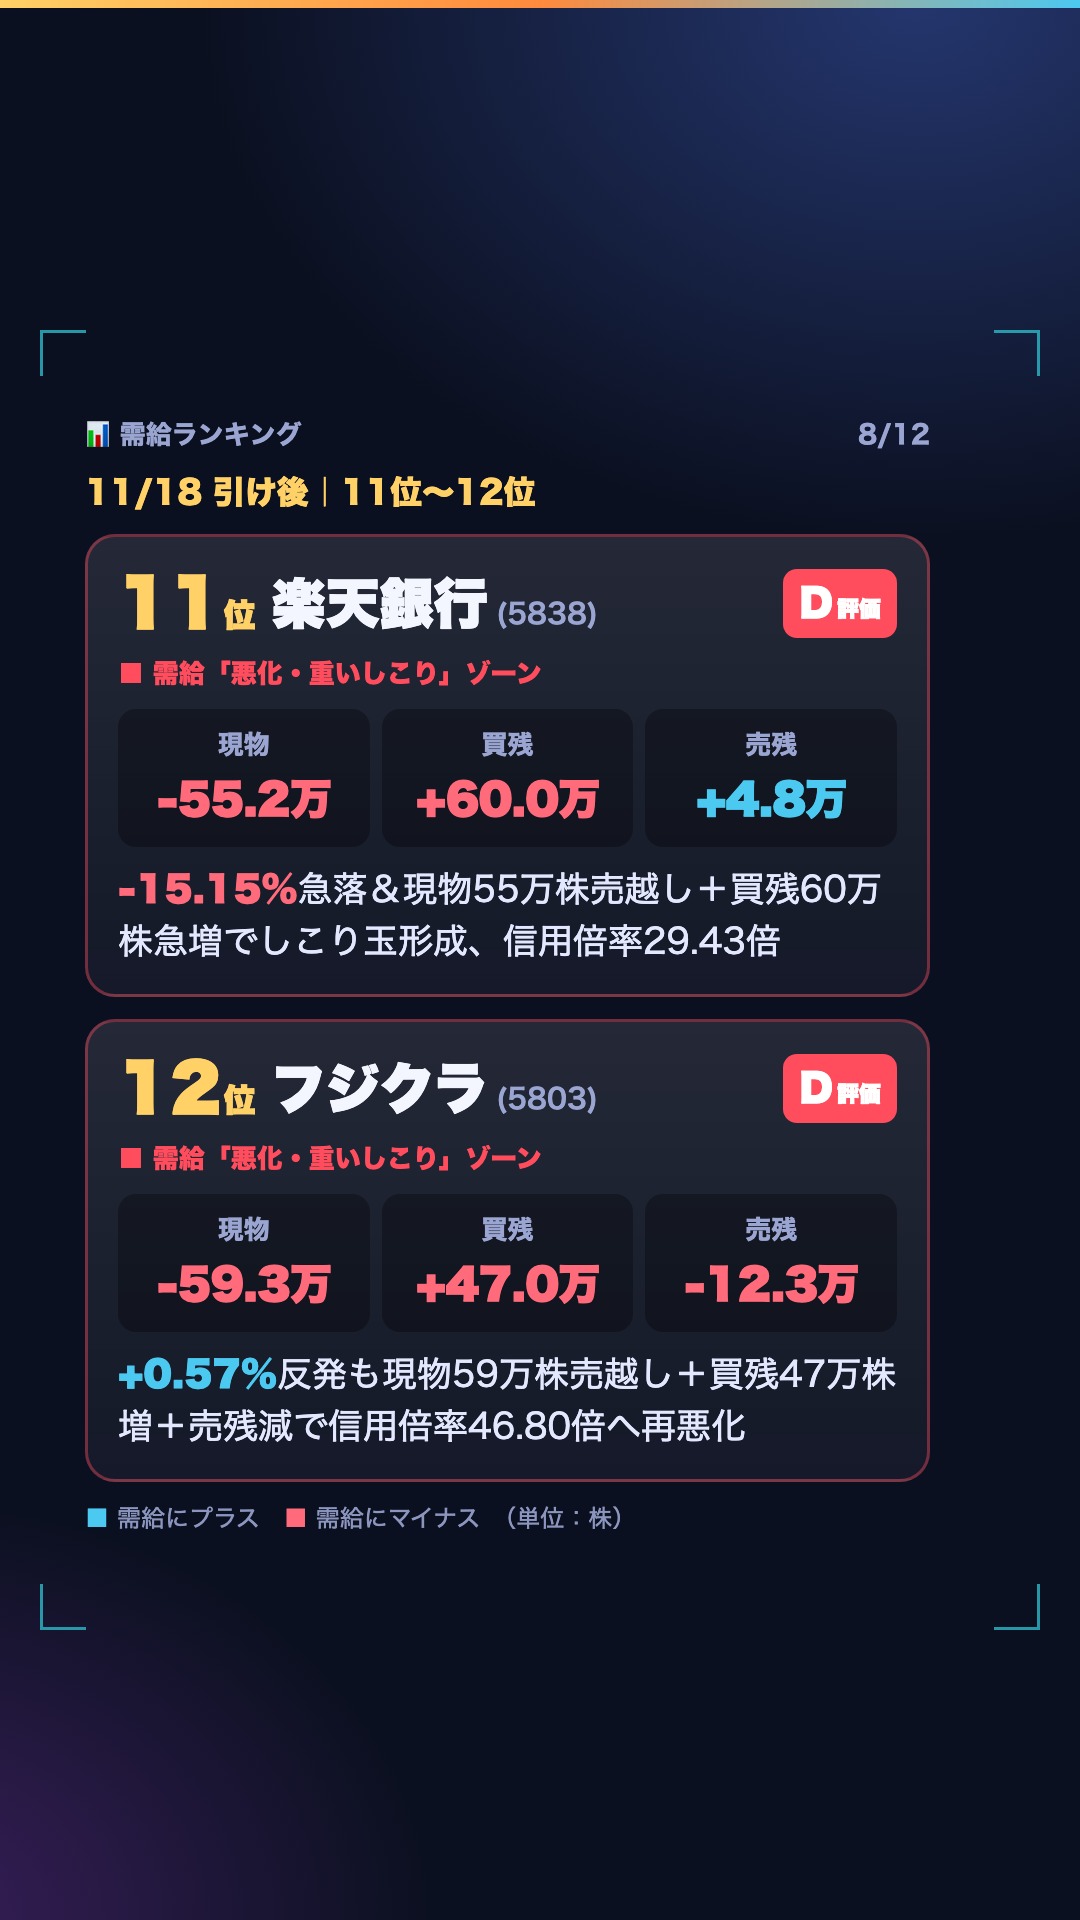 📊 需給ランキング 8/12
11/18 引け後｜11位〜12位
11位 楽天銀行 (5838) D評価
■ 需給「悪化・重いしこり」ゾーン
現物 買残 売残
-55.2万 +60.0万 +4.8万
-15.15%急落＆現物55万株売越し＋買残60万
株急増でしこり玉形成、信用倍率29.43倍
12位 フジクラ (5803) D評価
■ 需給「悪化・重いしこり」ゾーン
現物 買残 売残
-59.3万 +47.0万 -12.3万
+0.57%反発も現物59万株売越し＋買残47万株
増＋売残減で信用倍率46.80倍へ再悪化
■ 需給にプラス ■ 需給にマイナス （単位：株）